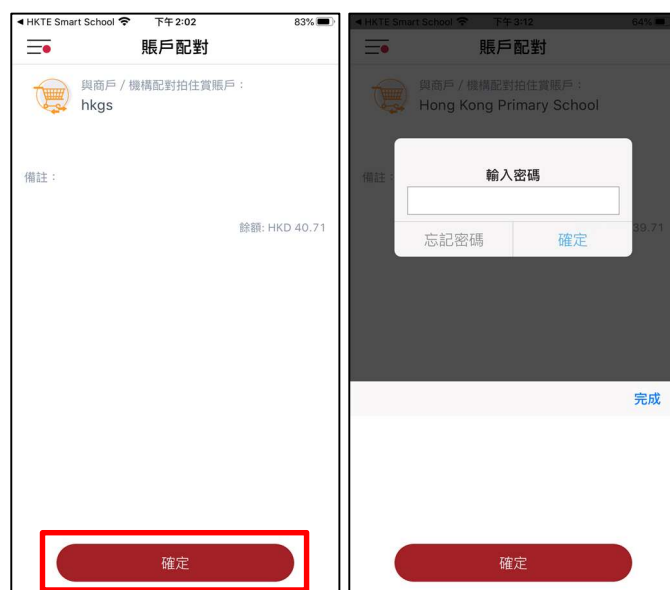 ◀ HKTE Smart School 下午 2:02 83%
賬戶配對
與商戶 / 機構配對拍住賞賬戶：
hkgs
備註：
餘額: HKD 40.71
確定
◀ HKTE Smart School 下午 3:12 64%
賬戶配對
與商戶 / 機構配對拍住賞賬戶：
Hong Kong Primary School
備註：
39.71
輸入密碼
忘記密碼 確定
完成
確定